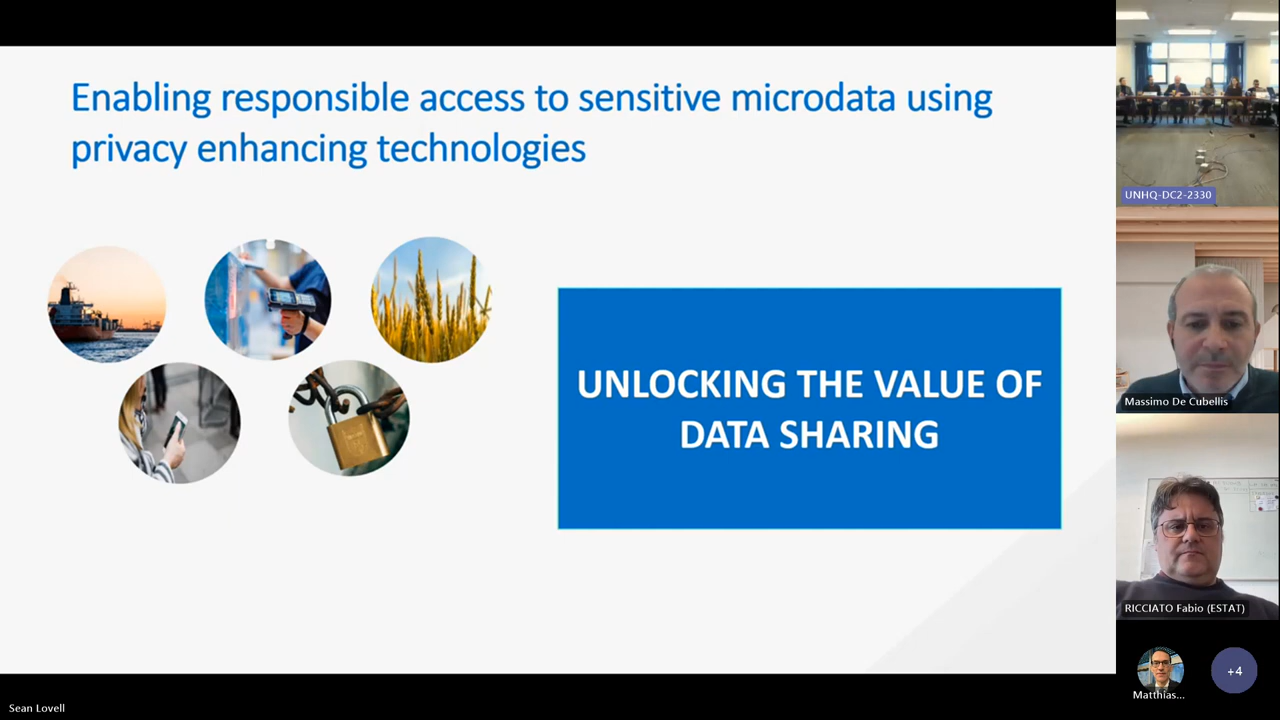 Enabling responsible access to sensitive microdata using
privacy enhancing technologies
UNLOCKING THE VALUE OF
DATA SHARING
UNHQ-DC2-2330
Massimo De Cubellis
RICCIATO Fabio (ESTAT)
Matthias...
+4
Sean Lovell